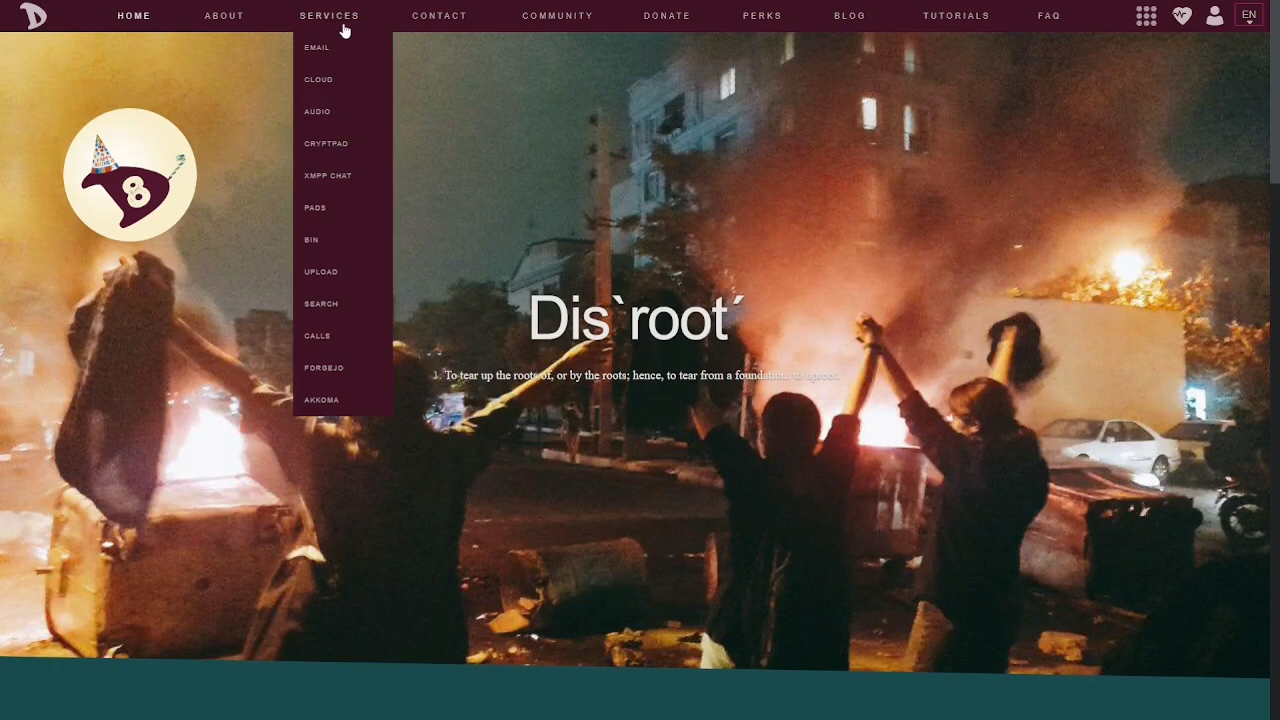 HOME ABOUT SERVICES CONTACT COMMUNITY DONATE PERKS BLOG TUTORIALS FAQ EN
EMAIL
CLOUD
AUDIO
CRYPTPAD
XMPP CHAT
PADS
BIN
UPLOAD
SEARCH
CALLS
FORGEJO
AKKOMA
8
Dis`root´
1. To tear up the roots of, or by the roots; hence, to tear from a foundation; to uproot.